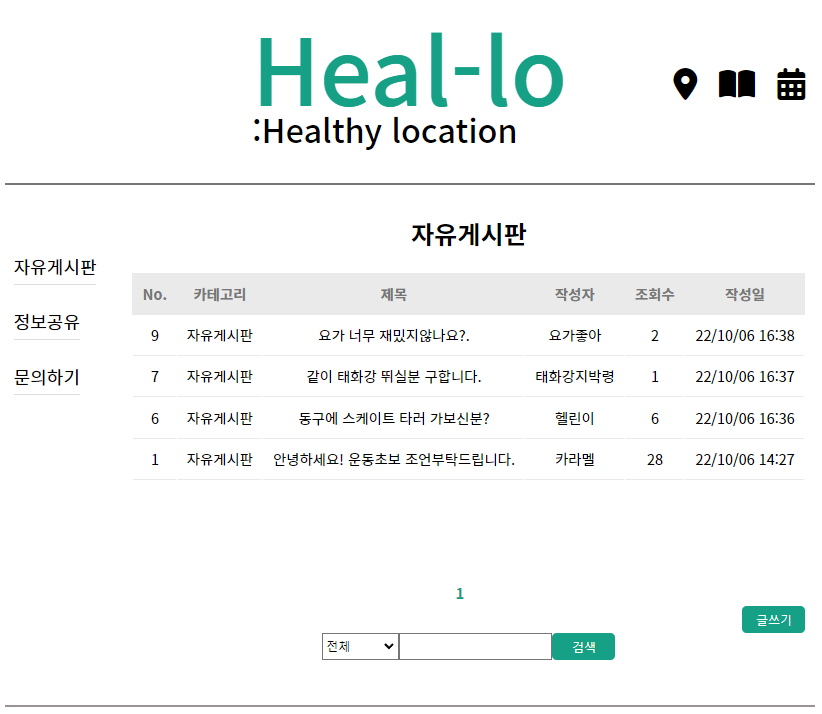 Heal-lo
:Healthy location
자유게시판
자유게시판
정보공유
문의하기
No. 카테고리 제목 작성자 조회수 작성일
9 자유게시판 요가 너무 재밌지않나요?. 요가좋아 2 22/10/06 16:38
7 자유게시판 같이 태화강 뛰실분 구합니다. 태화강지박령 1 22/10/06 16:37
6 자유게시판 동구에 스케이트 타러 가보신분? 헬린이 6 22/10/06 16:36
1 자유게시판 안녕하세요! 운동초보 조언부탁드립니다. 카라멜 28 22/10/06 14:27
1
글쓰기
전체 검색